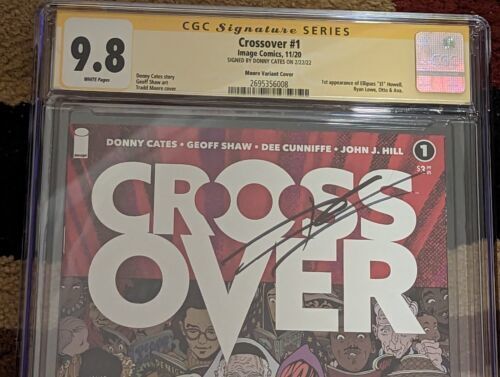 CGC Signature SERIES
9.8
WHITE Pages
Crossover #1
Image Comics, 11/20
SIGNED BY DONNY CATES on 2/22/22
Moore Variant Cover
2695356008
Donny Cates story
Geoff Shaw art
Tradd Moore cover
1st appearance of Ellipses "El" Howell,
Ryan Lowe, Otto & Ava.
CGC
image
DONNY CATES • GEOFF SHAW • DEE CUNNIFFE • JOHN J. HILL
1
CROSS
OVER